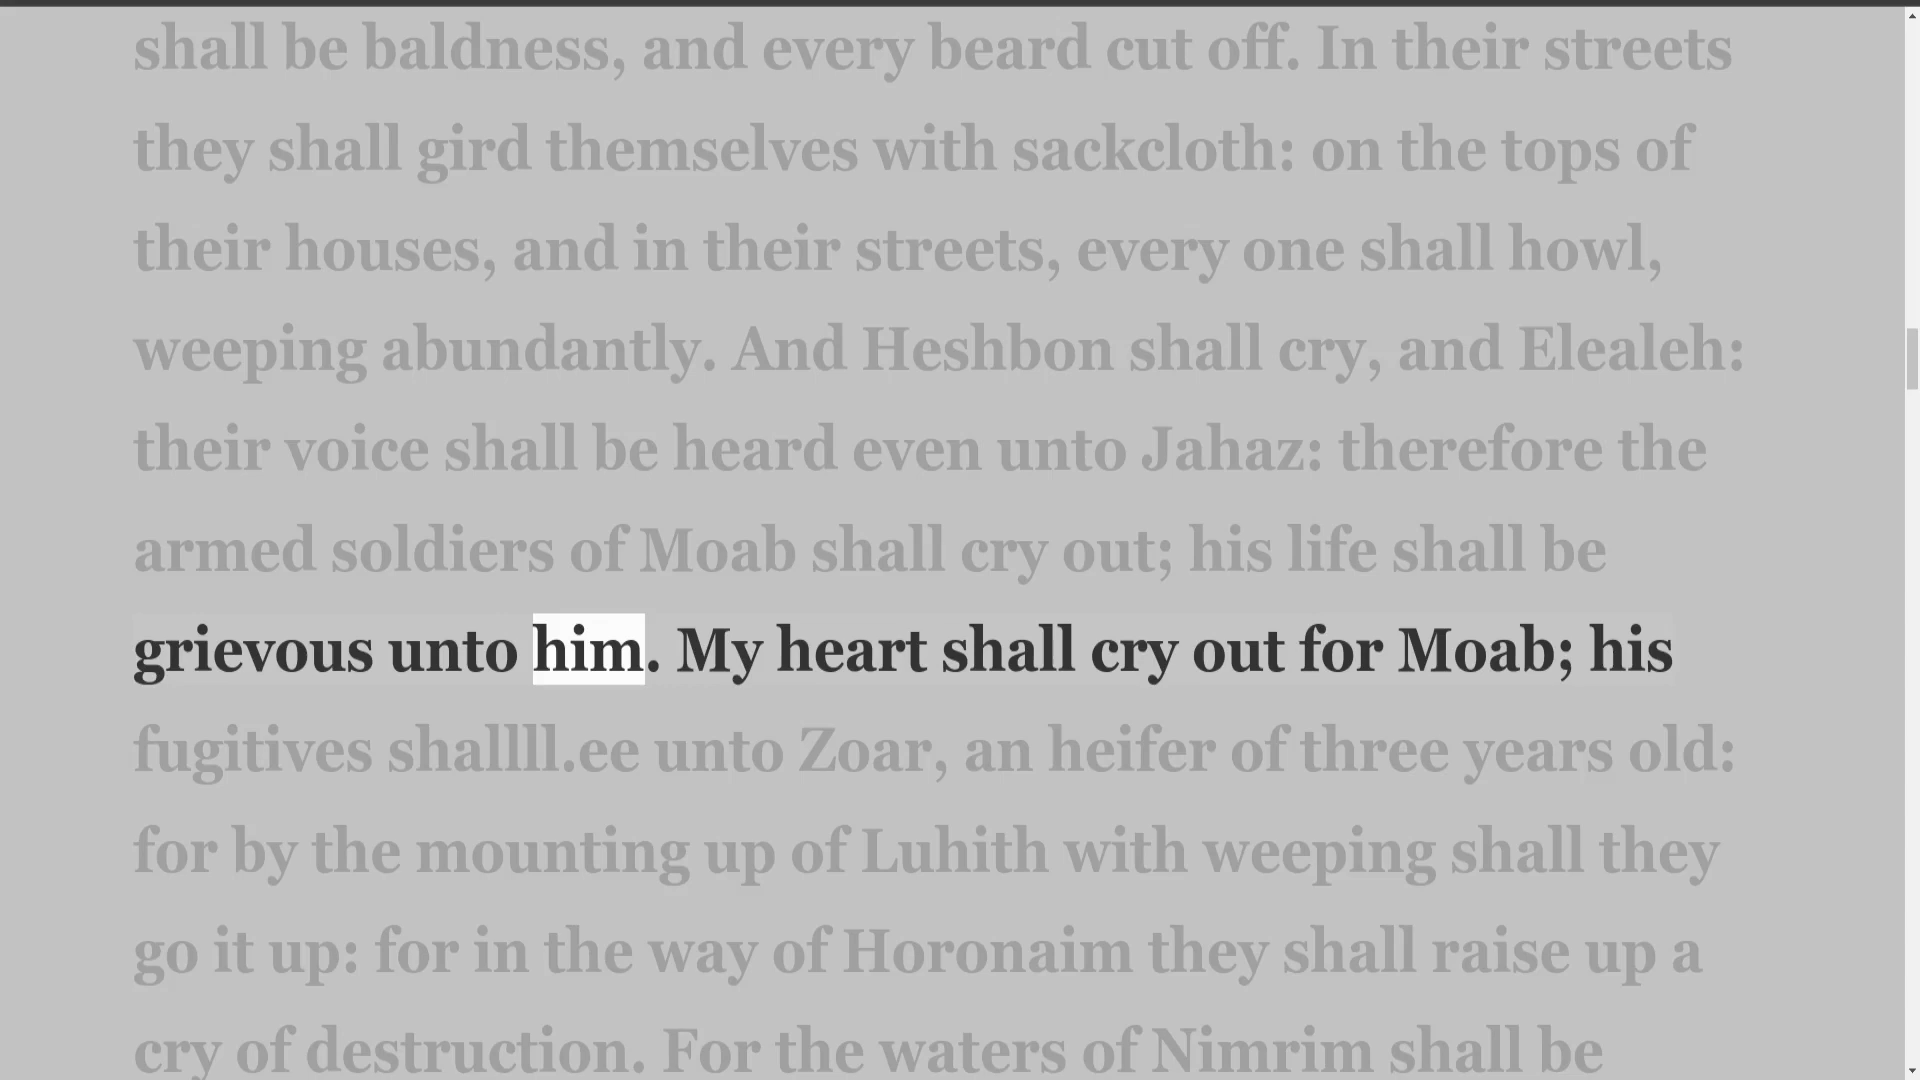 shall be baldness, and every beard cut off. In their streets
they shall gird themselves with sackcloth: on the tops of
their houses, and in their streets, every one shall howl,
weeping abundantly. And Heshbon shall cry, and Elealeh:
their voice shall be heard even unto Jahaz: therefore the
armed soldiers of Moab shall cry out; his life shall be
grievous unto him. My heart shall cry out for Moab; his
fugitives shallll.ee unto Zoar, an heifer of three years old:
for by the mounting up of Luhith with weeping shall they
go it up: for in the way of Horonaim they shall raise up a
cry of destruction. For the waters of Nimrim shall be